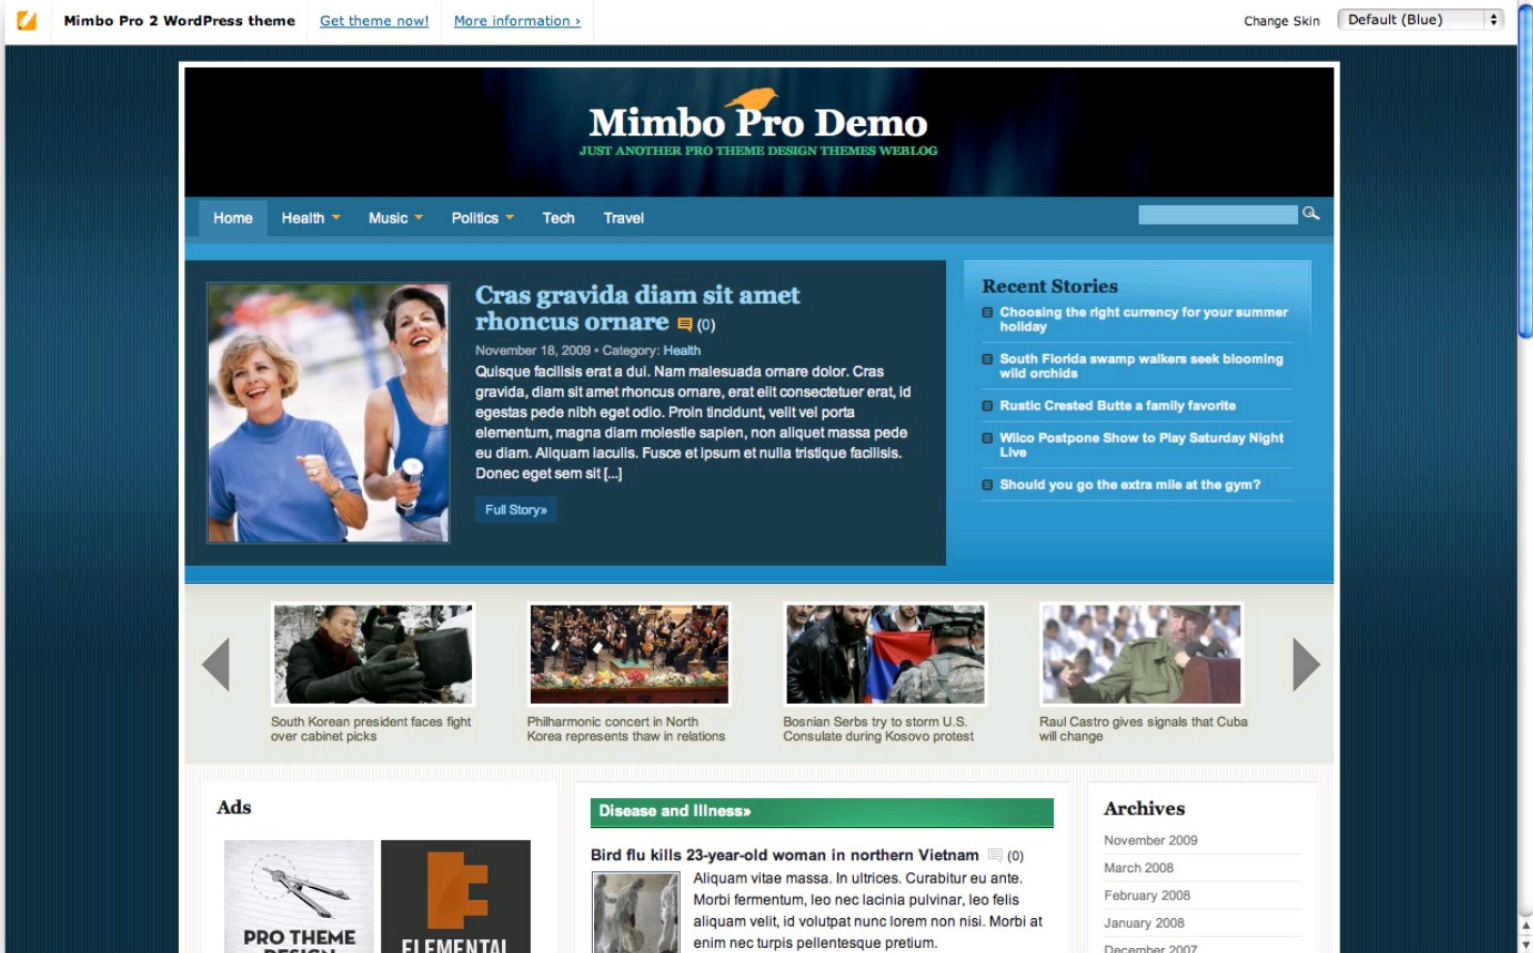 Mimbo Pro 2 WordPress theme
Get theme now!
More information ›
Change Skin
Default (Blue)
Mimbo Pro Demo
JUST ANOTHER PRO THEME DESIGN THEMES WEBLOG
Home
Health
Music
Politics
Tech
Travel
Cras gravida diam sit amet
rhoncus ornare (0)
November 18, 2009 • Category: Health
Quisque facilisis erat a dui. Nam malesuada ornare dolor. Cras
gravida, diam sit amet rhoncus ornare, erat elit consectetuer erat, id
egestas pede nibh eget odio. Proin tincidunt, velit vel porta
elementum, magna diam molestie sapien, non aliquet massa pede
eu diam. Aliquam iaculis. Fusce et ipsum et nulla tristique facilisis.
Donec eget sem sit [...]
Full Story»
Recent Stories
Choosing the right currency for your summer
holiday
South Florida swamp walkers seek blooming
wild orchids
Rustic Crested Butte a family favorite
Wilco Postpone Show to Play Saturday Night
Live
Should you go the extra mile at the gym?
South Korean president faces fight
over cabinet picks
Philharmonic concert in North
Korea represents thaw in relations
Bosnian Serbs try to storm U.S.
Consulate during Kosovo protest
Raul Castro gives signals that Cuba
will change
Ads
PRO THEME
DESIGN
ELEMENTAL
Disease and Illness»
Bird flu kills 23-year-old woman in northern Vietnam (0)
Aliquam vitae massa. In ultrices. Curabitur eu ante.
Morbi fermentum, leo nec lacinia pulvinar, leo felis
aliquam velit, id volutpat nunc lorem non nisi. Morbi at
enim nec turpis pellentesque pretium.
Archives
November 2009
March 2008
February 2008
January 2008
December 2007